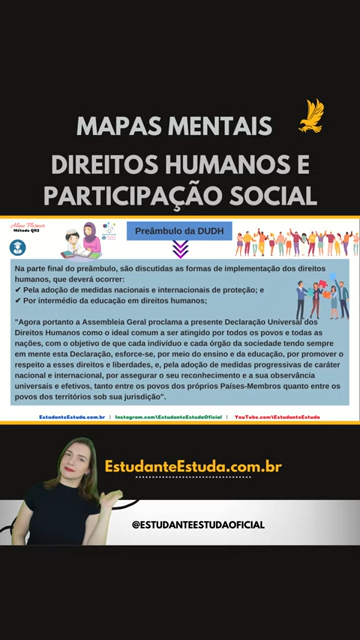 MAPAS MENTAIS
DIREITOS HUMANOS E
PARTICIPAÇÃO SOCIAL
Método QR3
Preâmbulo da DUDH
Na parte final do preâmbulo, são discutidas as formas de implementação dos direitos
humanos, que deverá ocorrer:
✔ Pela adoção de medidas nacionais e internacionais de proteção; e
✔ Por intermédio da educação em direitos humanos;
"Agora portanto a Assembleia Geral proclama a presente Declaração Universal dos
Direitos Humanos como o ideal comum a ser atingido por todos os povos e todas as
nações, com o objetivo de que cada indivíduo e cada órgão da sociedade tendo sempre
em mente esta Declaração, esforce-se, por meio do ensino e da educação, por promover o
respeito a esses direitos e liberdades, e, pela adoção de medidas progressivas de caráter
nacional e internacional, por assegurar o seu reconhecimento e a sua observância
universais e efetivos, tanto entre os povos dos próprios Países-Membros quanto entre os
povos dos territórios sob sua jurisdição".
EstudanteEstuda.com.br | Instagram.com\EstudanteEstudaOficial | YouTube.com\EstudanteEstuda
EstudanteEstuda.com.br
@ESTUDANTEESTUDAOFICIAL